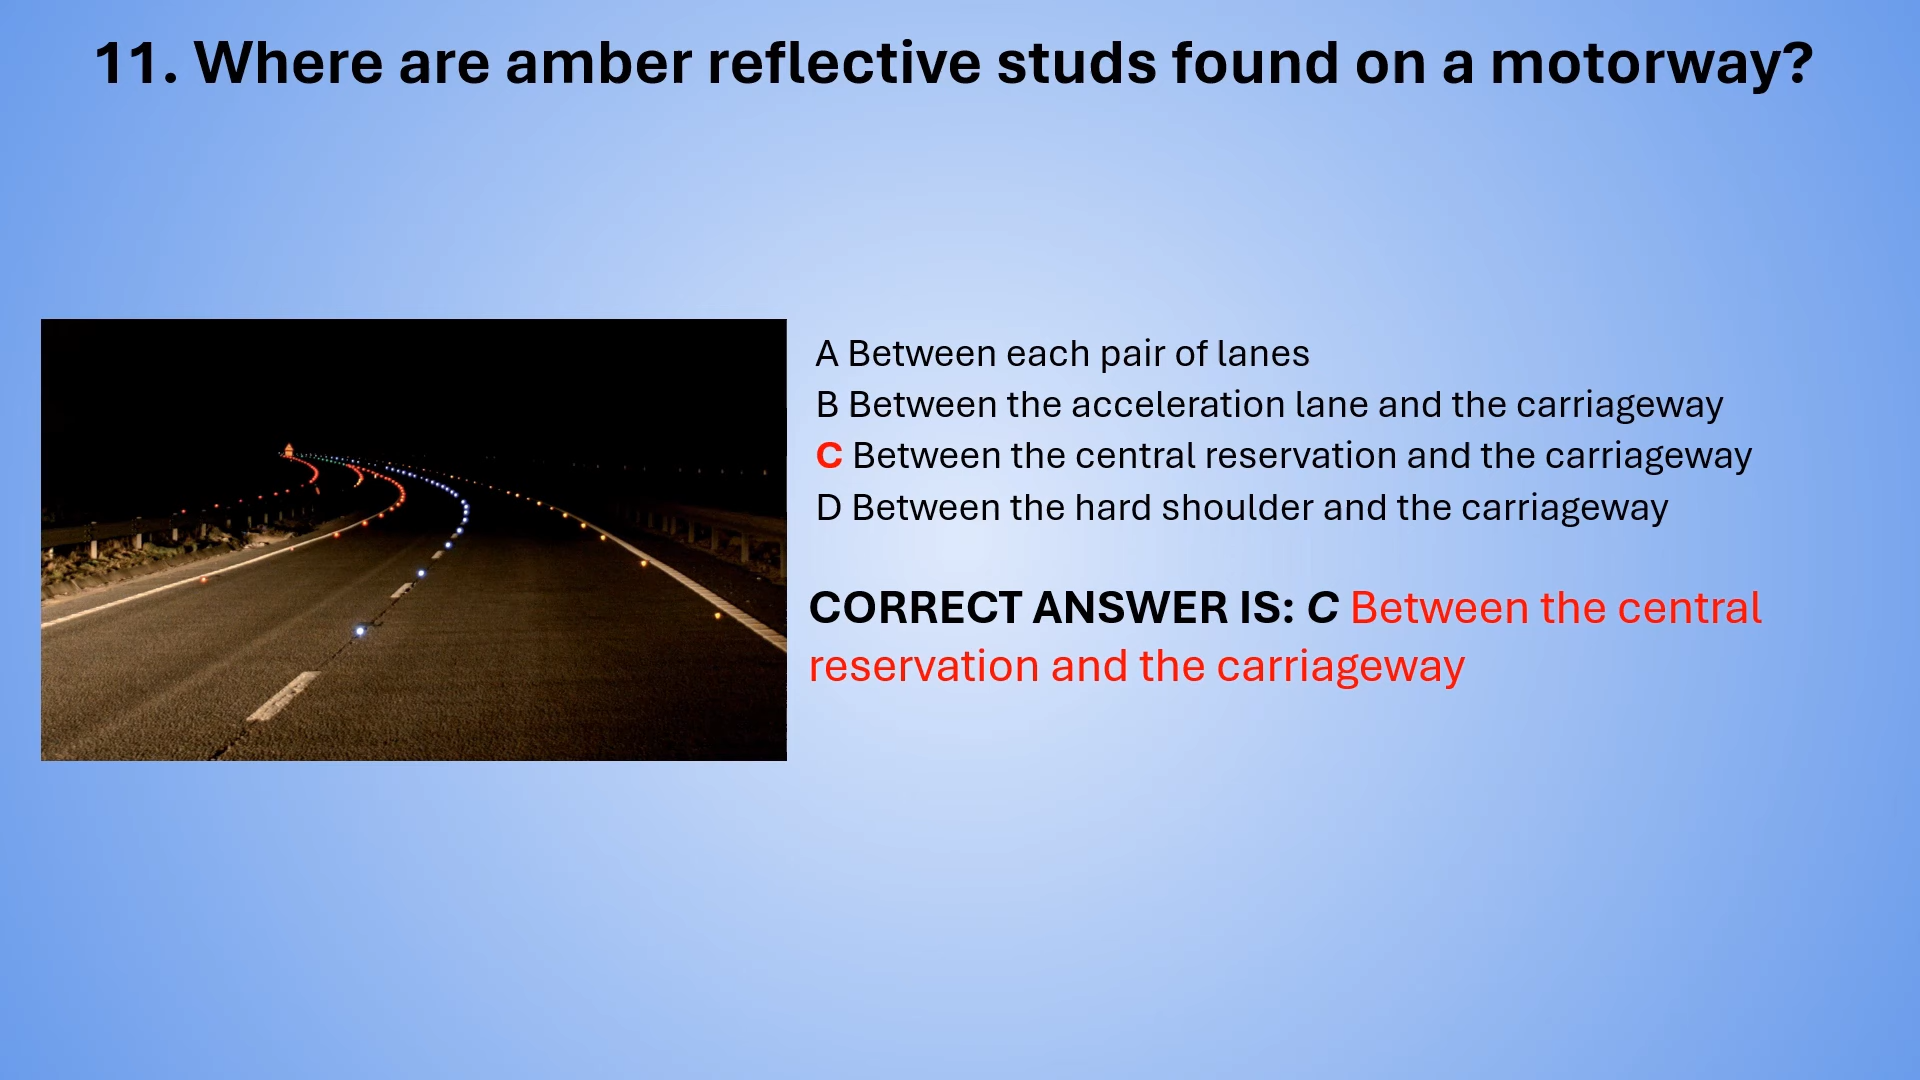 11. Where are amber reflective studs found on a motorway?
A Between each pair of lanes
B Between the acceleration lane and the carriageway
C Between the central reservation and the carriageway
D Between the hard shoulder and the carriageway
CORRECT ANSWER IS: C Between the central
reservation and the carriageway